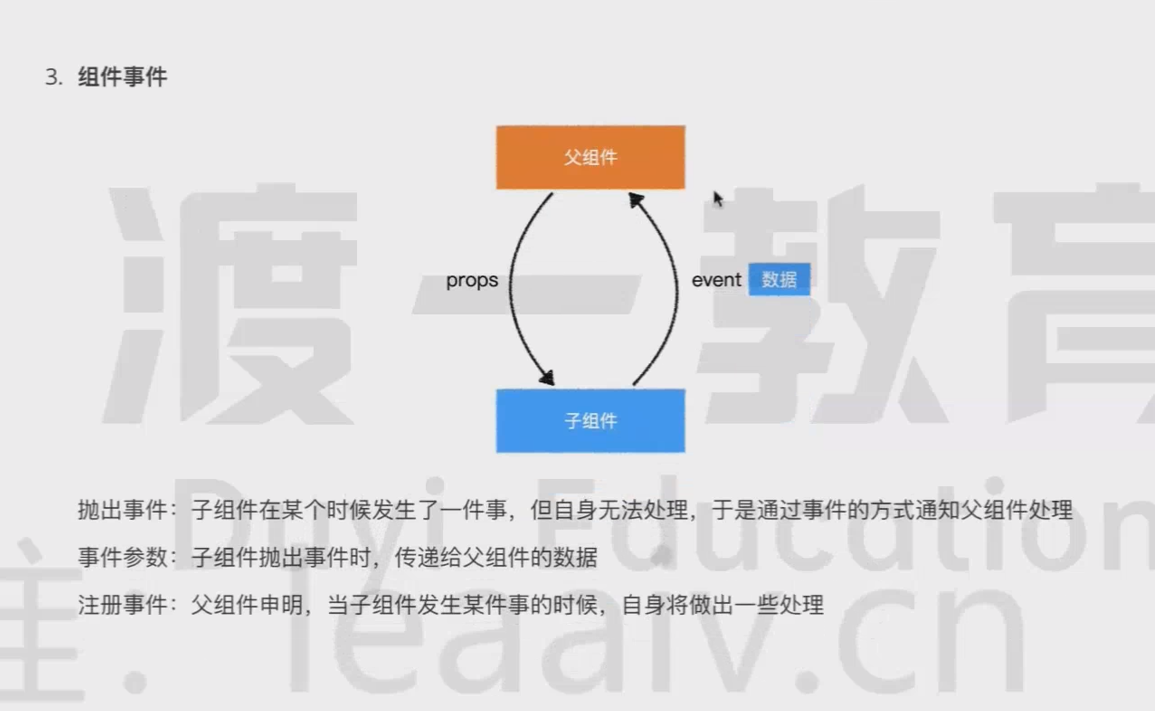 3. 组件事件
父组件
props
event 数据
子组件
抛出事件：子组件在某个时候发生了一件事，但自身无法处理，于是通过事件的方式通知父组件处理
事件参数：子组件抛出事件时，传递给父组件的数据
注册事件：父组件申明，当子组件发生某件事的时候，自身将做出一些处理
渡一教育
Duyi Education